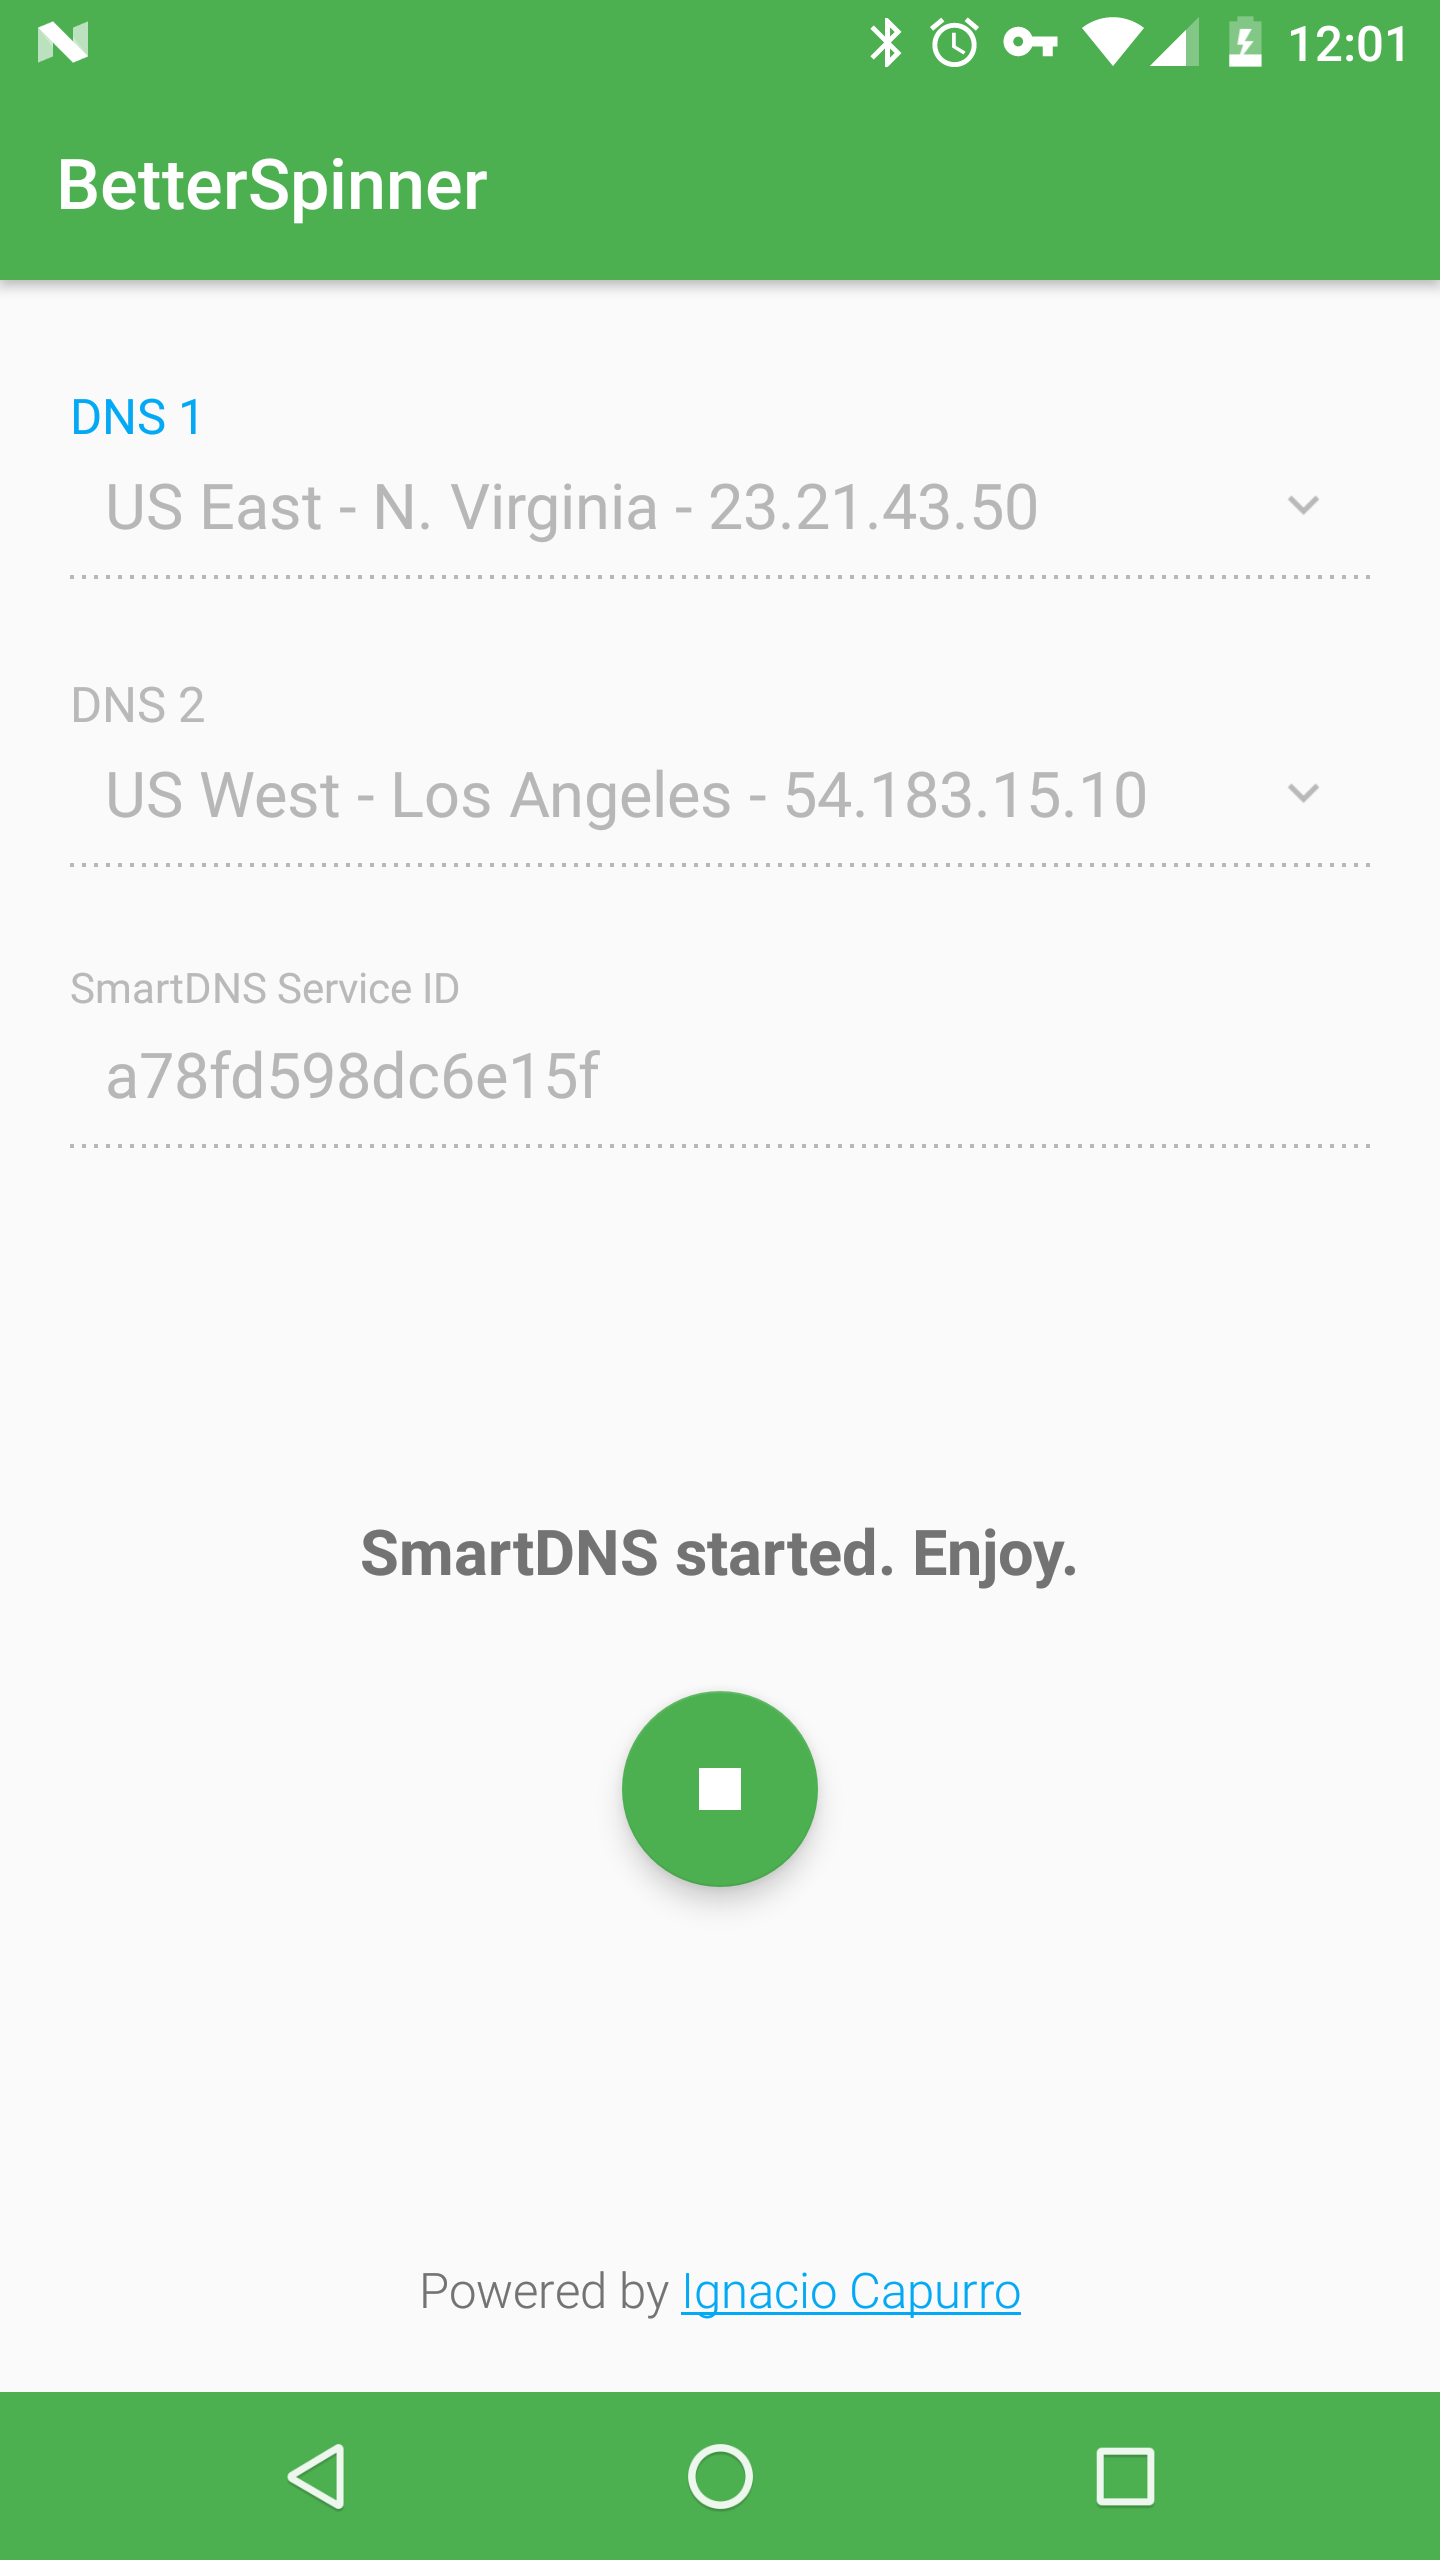 12:01
BetterSpinner
DNS 1
US East - N. Virginia - 23.21.43.50
DNS 2
US West - Los Angeles - 54.183.15.10
SmartDNS Service ID
a78fd598dc6e15f
SmartDNS started. Enjoy.
Powered by Ignacio Capurro